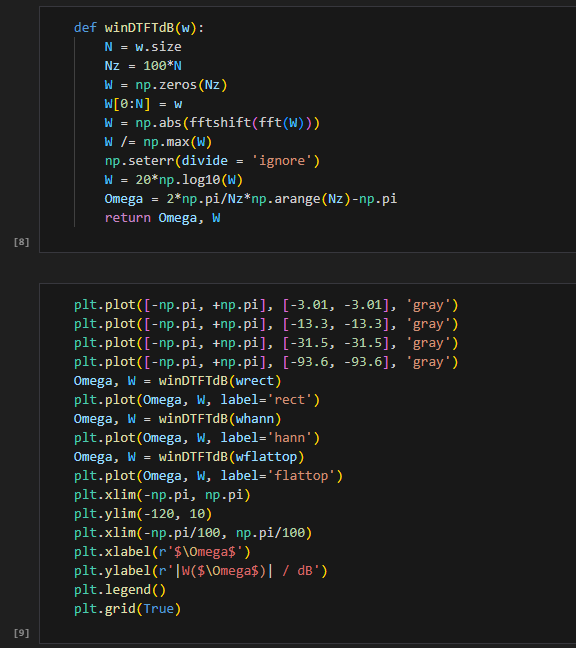 def winDTFTdB(w):
    N = w.size
    Nz = 100*N
    W = np.zeros(Nz)
    W[0:N] = w
    W = np.abs(fftshift(fft(W)))
    W /= np.max(W)
    np.seterr(divide = 'ignore')
    W = 20*np.log10(W)
    Omega = 2*np.pi/Nz*np.arange(Nz)-np.pi
    return Omega, W
[8]
plt.plot([-np.pi, +np.pi], [-3.01, -3.01], 'gray')
plt.plot([-np.pi, +np.pi], [-13.3, -13.3], 'gray')
plt.plot([-np.pi, +np.pi], [-31.5, -31.5], 'gray')
plt.plot([-np.pi, +np.pi], [-93.6, -93.6], 'gray')
Omega, W = winDTFTdB(wrect)
plt.plot(Omega, W, label='rect')
Omega, W = winDTFTdB(whann)
plt.plot(Omega, W, label='hann')
Omega, W = winDTFTdB(wflattop)
plt.plot(Omega, W, label='flattop')
plt.xlim(-np.pi, np.pi)
plt.ylim(-120, 10)
plt.xlim(-np.pi/100, np.pi/100)
plt.xlabel(r'$\Omega$')
plt.ylabel(r'|W($\Omega$)| / dB')
plt.legend()
plt.grid(True)
[9]